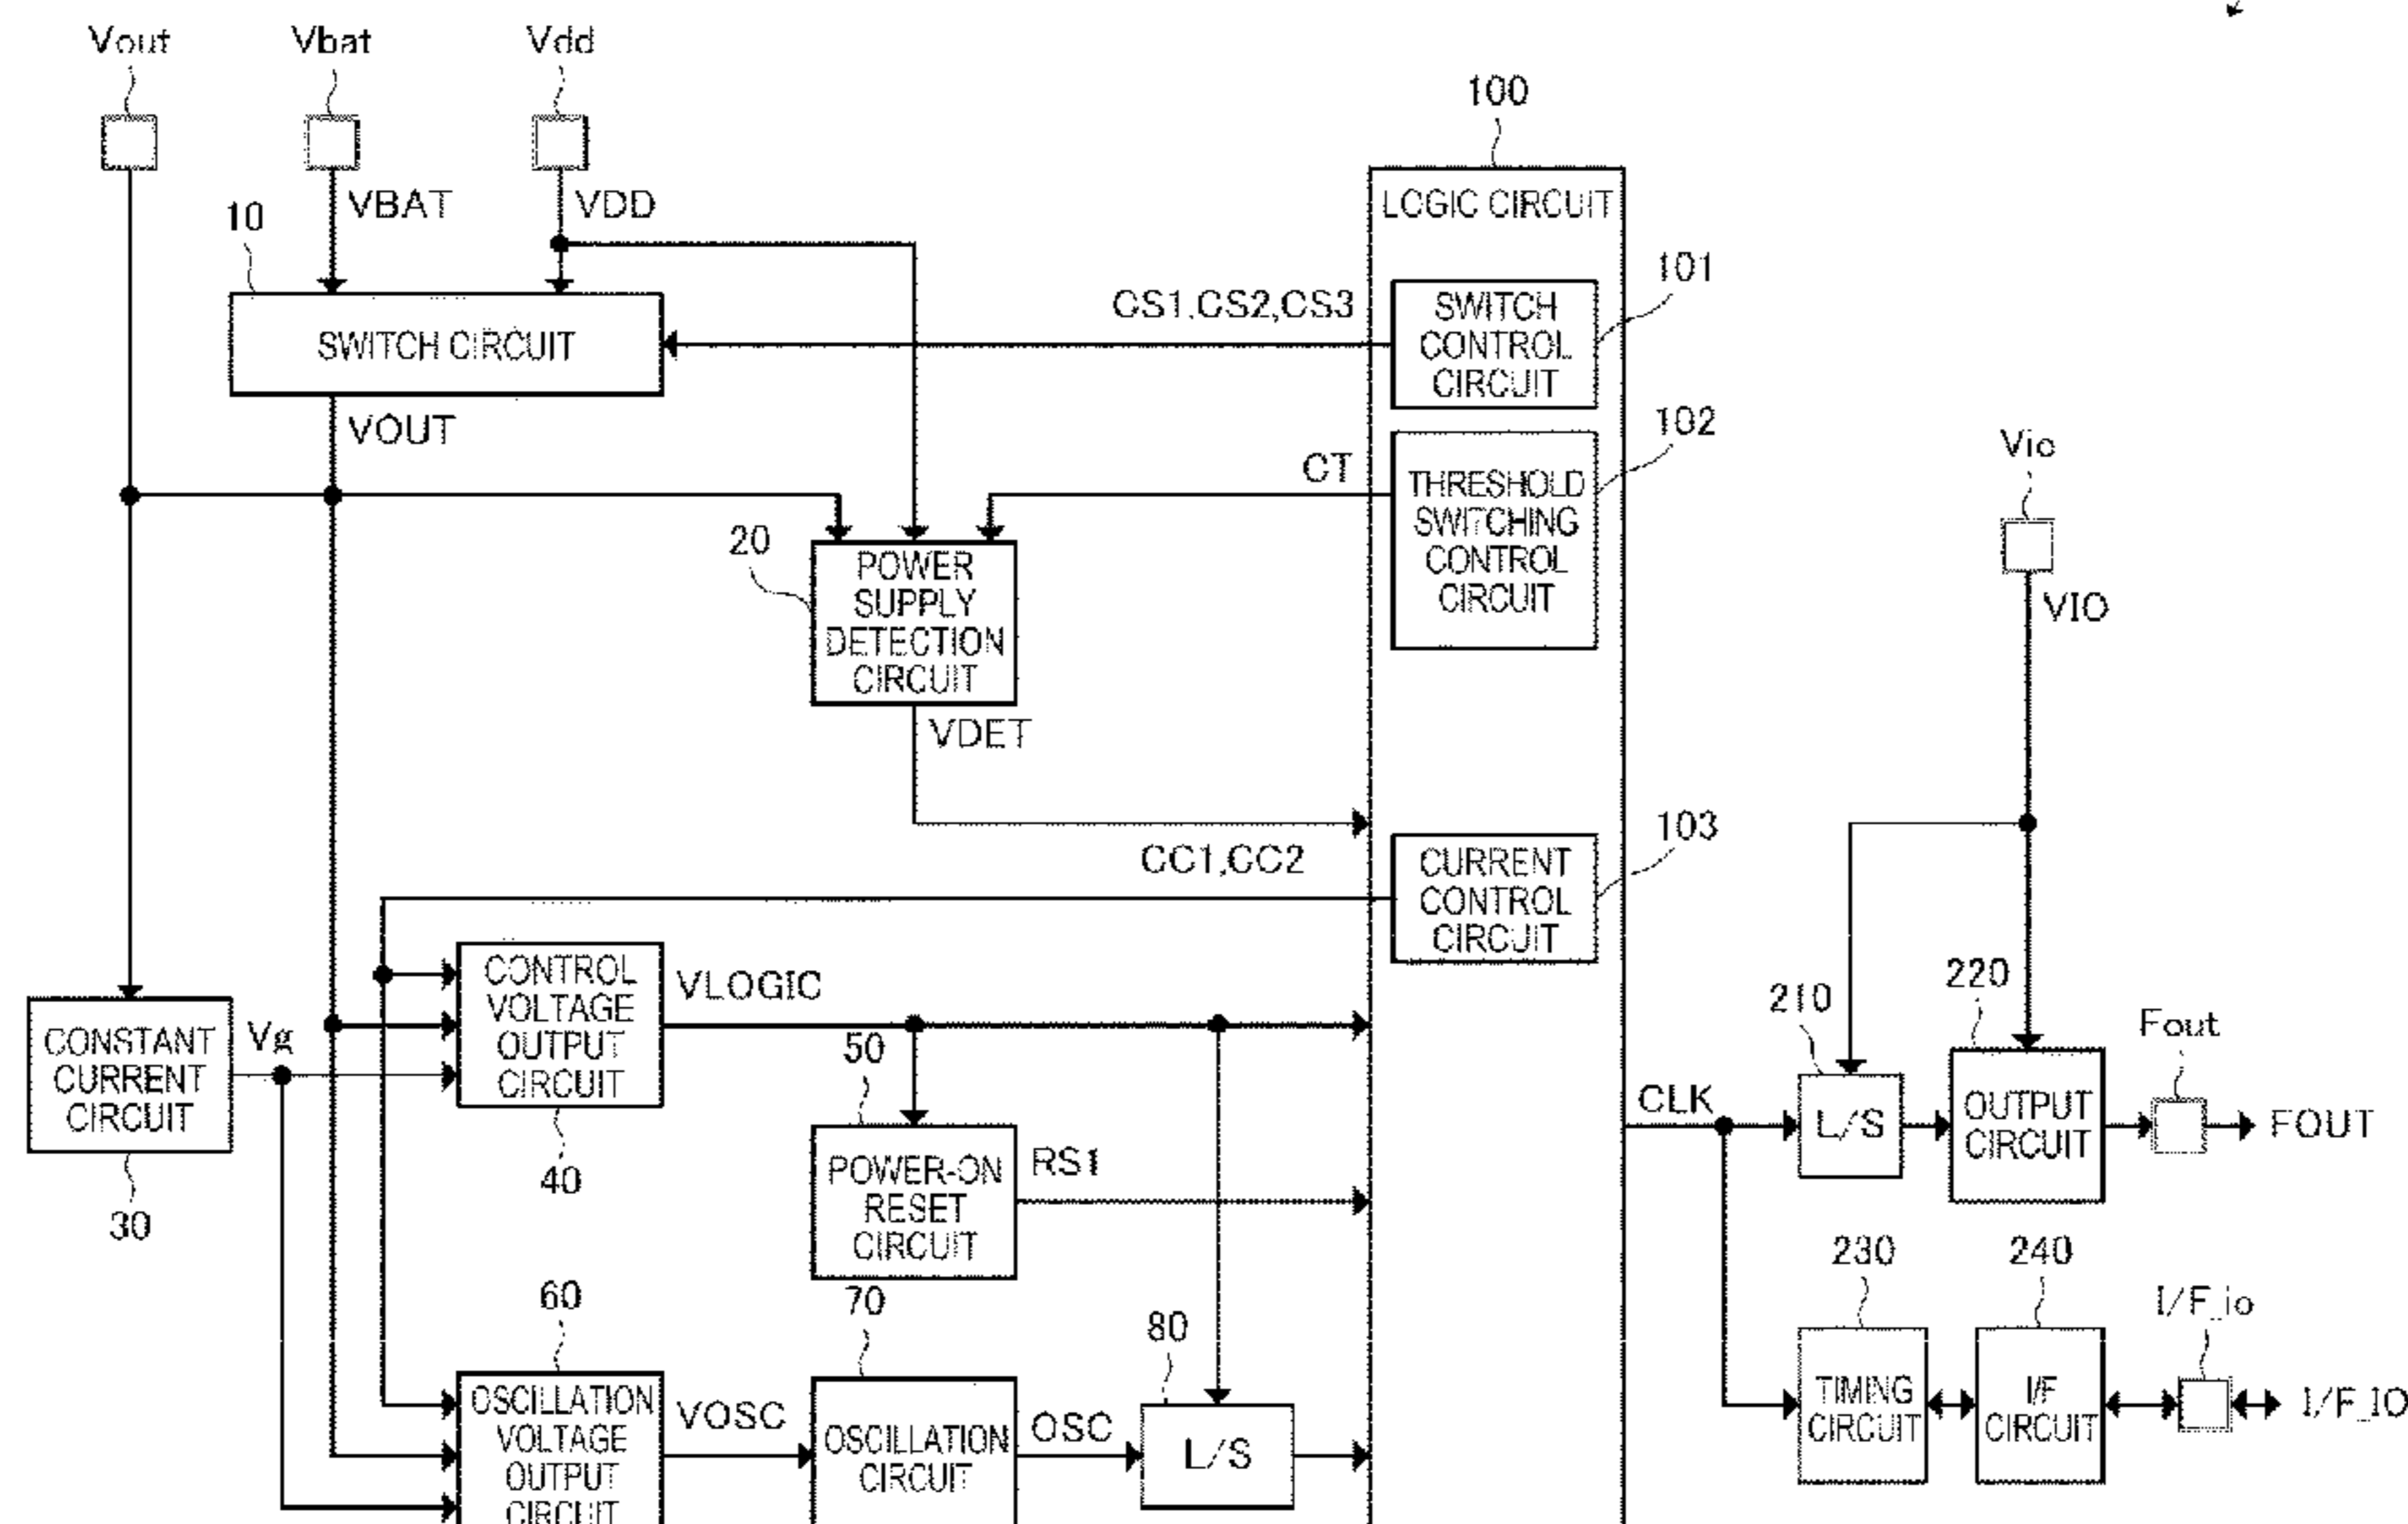 Vout
Vbat
Vdd
100
VBAT
VDD
LOGIC CIRCUIT
10
101
CS1,CS2,CS3
SWITCH
CONTROL
CIRCUIT
SWITCH CIRCUIT
102
VOUT
Vio
CT
THRESHOLD
SWITCHING
CONTROL
CIRCUIT
20
POWER
SUPPLY
DETECTION
CIRCUIT
VIO
VDET
103
CC1,CC2
CURRENT
CONTROL
CIRCUIT
CONTROL
VOLTAGE
OUTPUT
CIRCUIT
VLOGIC
220
210
Fout
CONSTANT
CURRENT
CIRCUIT
Vg
50
CLK
L/S
OUTPUT
CIRCUIT
FOUT
40
POWER-ON
RESET
CIRCUIT
RS1
30
230
240
60
70
80
I/F_io
OSCILLATION
VOLTAGE
OUTPUT
CIRCUIT
VOSC
OSCILLATION
CIRCUIT
OSC
L/S
TIMING
CIRCUIT
I/F
CIRCUIT
I/F_IO